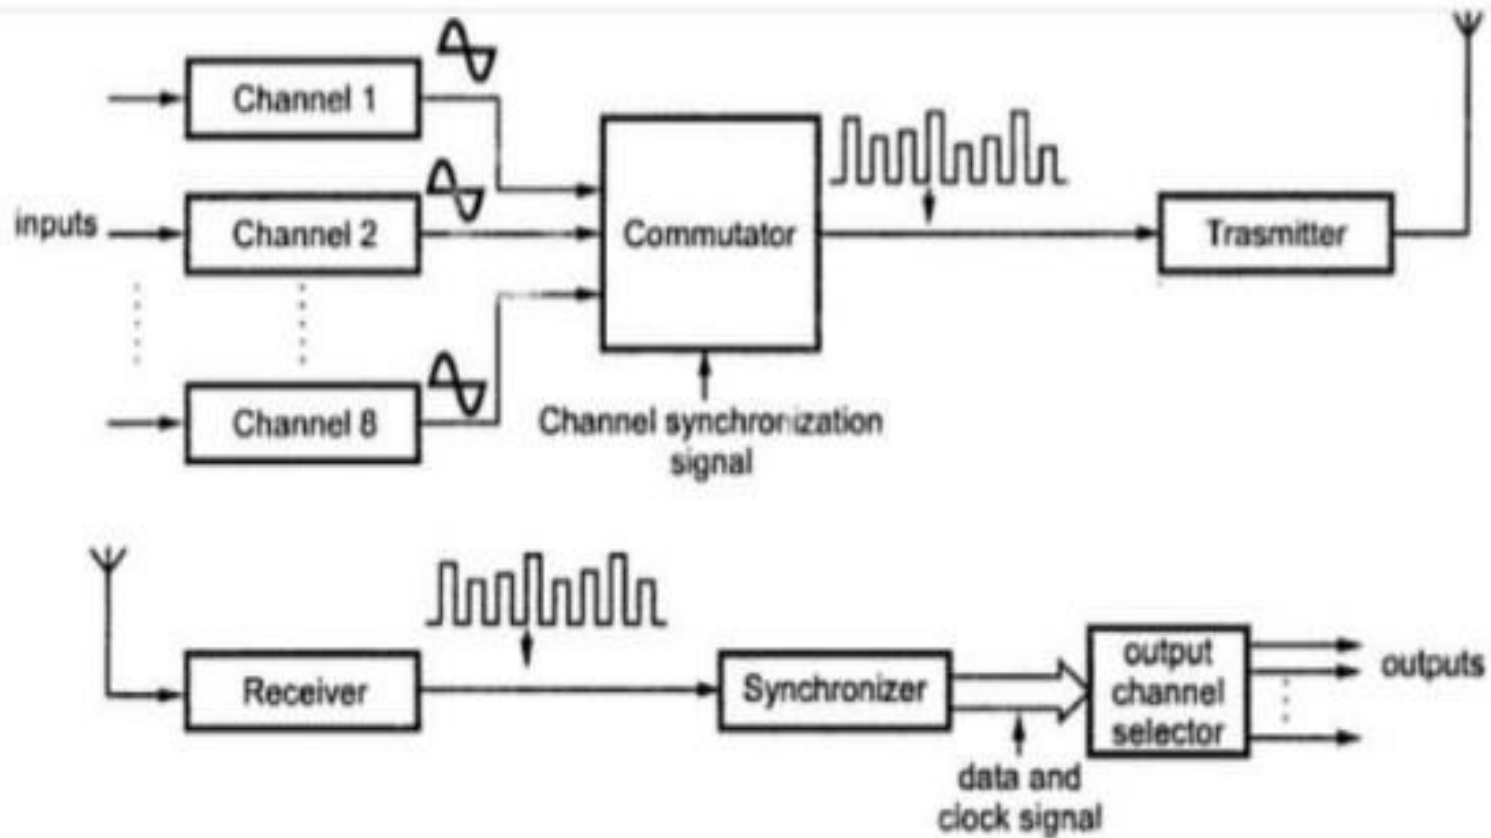 Channel 1
inputs
Channel 2
Commutator
Trasmitter
Channel 8
Channel synchronization
signal
Receiver
Synchronizer
output
channel
selector
outputs
data and
clock signal